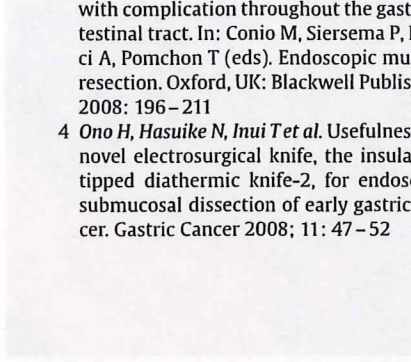 with complication throughout the gast
testinal tract. In: Conio M, Siersema P,
ci A, Pomchon T (eds). Endoscopic mu
resection. Oxford, UK: Blackwell Publis
2008: 196–211
4 Ono H, Hasuike N, Inui T et al. Usefulnes
novel electrosurgical knife, the insula
tipped diathermic knife-2, for endos
submucosal dissection of early gastric
cer. Gastric Cancer 2008; 11: 47–52